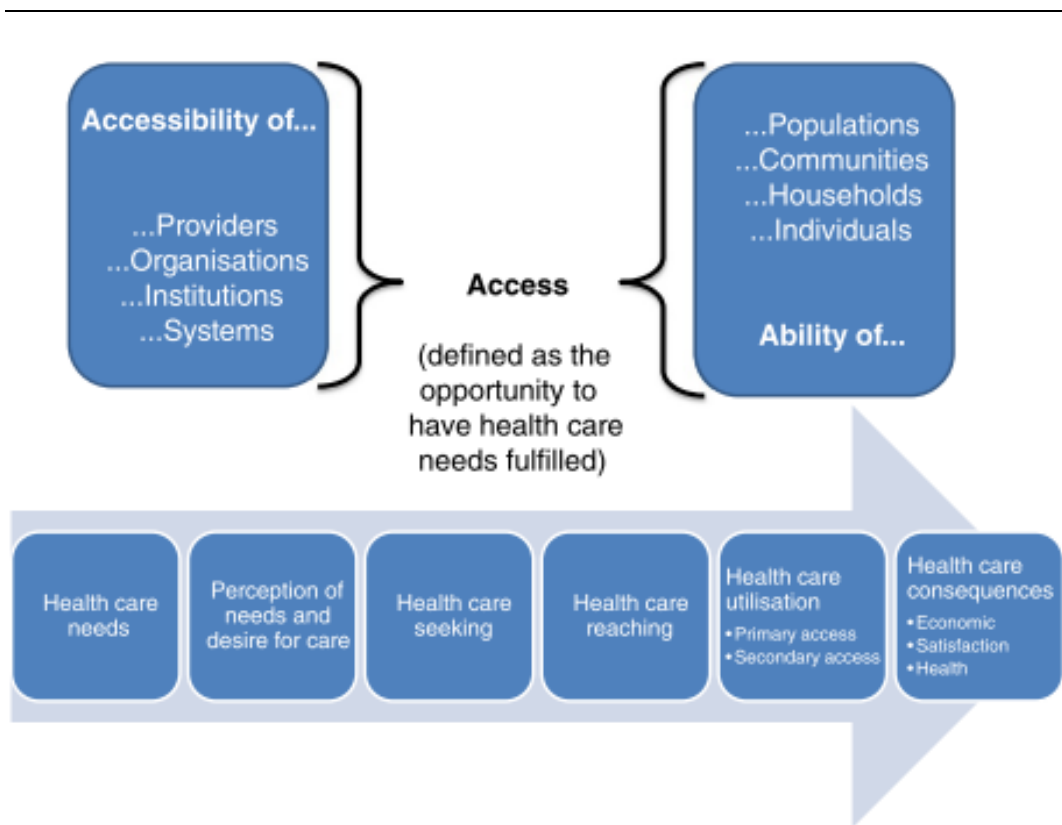 Accessibility of...
...Providers
...Organisations
...Institutions
...Systems
Access
(defined as the
opportunity to
have health care
needs fulfilled)
...Populations
...Communities
...Households
...Individuals
Ability of...
Health care
needs
Perception of
needs and
desire for care
Health care
seeking
Health care
reaching
Health care
utilisation
•Primary access
•Secondary access
Health care
consequences
•Economic
•Satisfaction
•Health